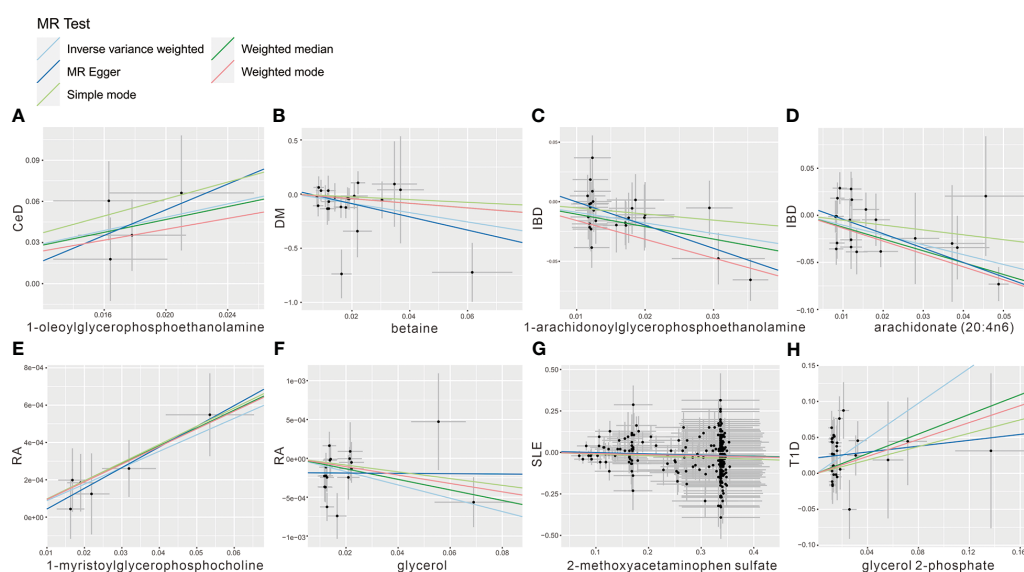 MR Test
Inverse variance weighted
Weighted median
MR Egger
Weighted mode
Simple mode
A
B
C
D
0.09
0.06
0.03
0.00
CeD
0.016
0.020
0.024
1-oleoylglycerophosphoethanolamine
0.5
0.0
−0.5
−1.0
DM
0.02
0.04
0.06
betaine
0.00
IBD
0.01
0.02
0.03
1-arachidonoylglycerophosphoethanolamine
0.05
0.00
−0.05
−0.10
IBD
0.01
0.02
0.03
0.04
0.05
arachidonate (20:4n6)
E
F
G
H
8e−04
6e−04
4e−04
2e−04
0e+00
RA
0.01
0.02
0.03
0.04
0.05
0.06
1-myristoylglycerophosphocholine
1e−03
5e−04
0e+00
−5e−04
−1e−03
RA
0.02
0.04
0.06
0.08
glycerol
0.50
0.25
0.00
−0.25
−0.50
SLE
0.1
0.2
0.3
0.4
2-methoxyacetaminophen sulfate
0.15
0.10
0.05
0.00
−0.05
−0.10
T1D
0.04
0.08
0.12
0.16
glycerol 2-phosphate